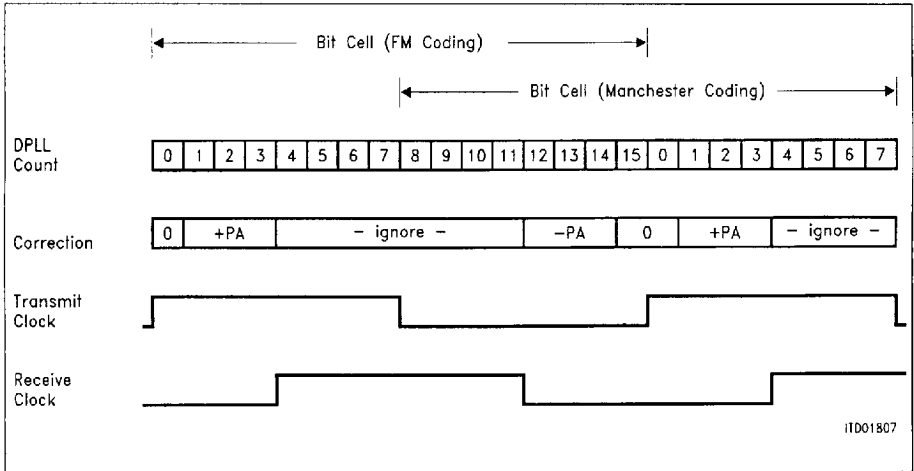 Bit Cell (FM Coding)
Bit Cell (Manchester Coding)
DPLL
Count
0 1 2 3 4 5 6 7 8 9 10 11 12 13 14 15 0 1 2 3 4 5 6 7
Correction
0 +PA - ignore - -PA 0 +PA - ignore -
Transmit
Clock
Receive
Clock
ITD01807